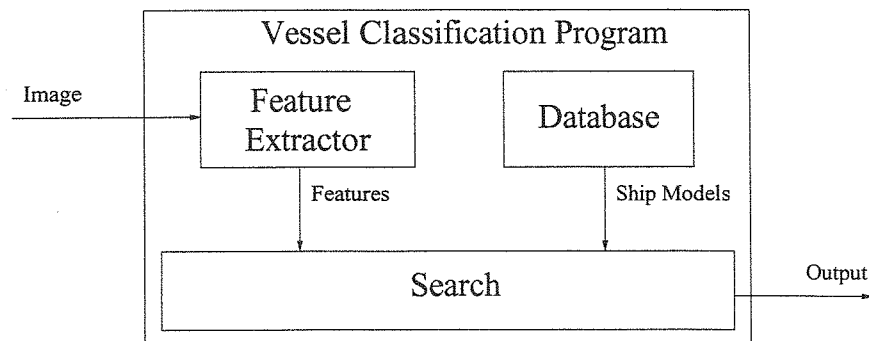 Vessel Classification Program
Image
Feature
Extractor
Database
Features
Ship Models
Search
Output